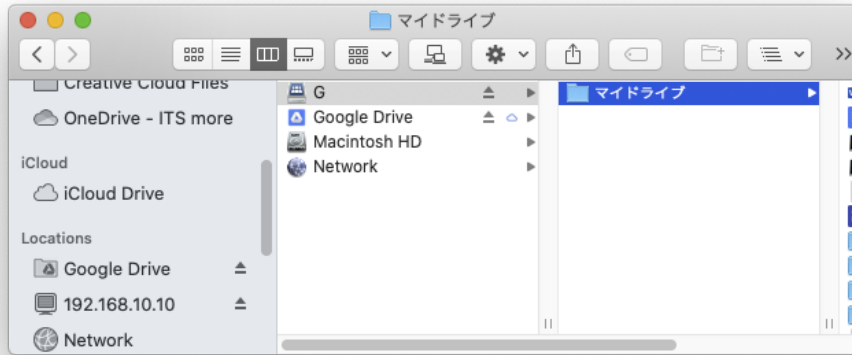 マイドライブ
Creative Cloud Files
OneDrive - ITS more
iCloud
iCloud Drive
Locations
Google Drive
192.168.10.10
Network
G
Google Drive
Macintosh HD
Network
マイドライブ